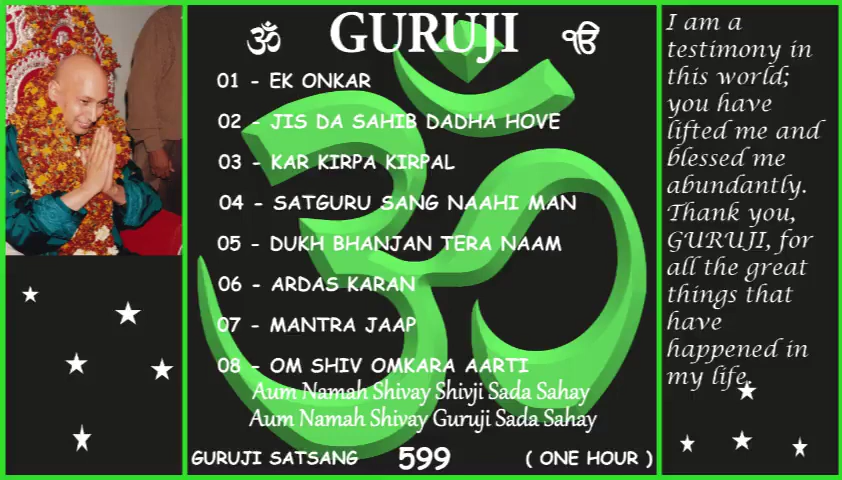 ॐ GURUJI ੴ
01 - EK ONKAR
02 - JIS DA SAHIB DADHA HOVE
03 - KAR KIRPA KIRPAL
04 - SATGURU SANG NAAHI MAN
05 - DUKH BHANJAN TERA NAAM
06 - ARDAS KARAN
07 - MANTRA JAAP
08 - OM SHIV OMKARA AARTI
Aum Namah Shivay Shivji Sada Sahay
Aum Namah Shivay Guruji Sada Sahay
GURUJI SATSANG 599 ( ONE HOUR )
I am a
testimony in
this world;
you have
lifted me and
blessed me
abundantly.
Thank you,
GURUJI, for
all the great
things that
have
happened in
my life.
ॐ